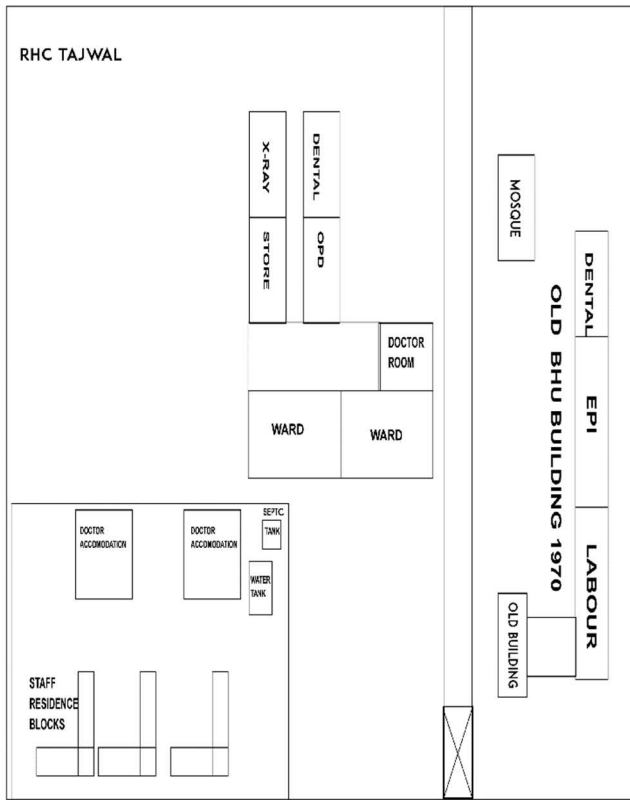 RHC TAJWAL
X-RAY
DENTAL
STORE
OPD
DOCTOR
ROOM
WARD
WARD
MOSQUE
DENTAL
OLD BHU BUILDING 1970
EPI
LABOUR
OLD BUILDING
DOCTOR
ACCOMODATION
DOCTOR
ACCOMODATION
SEPTC
TANK
WATER
TANK
STAFF
RESIDENCE
BLOCKS